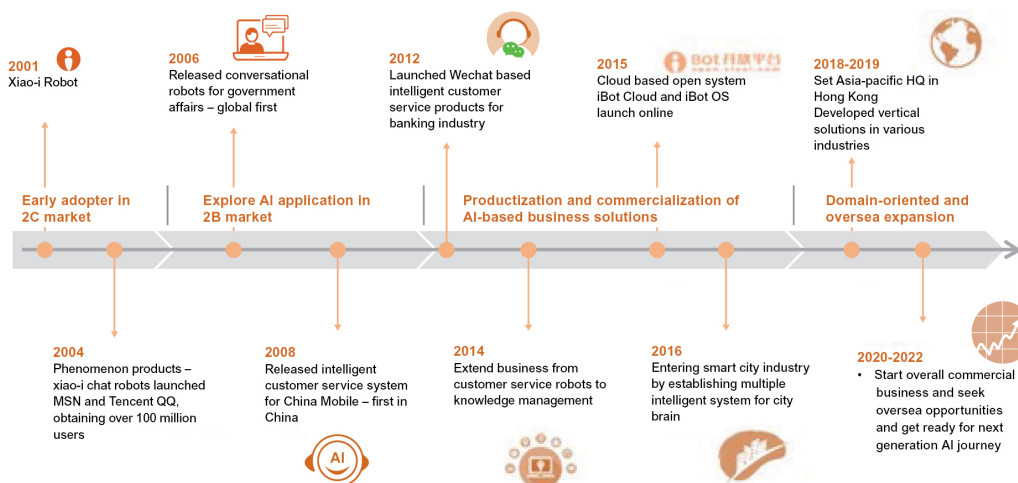 2001
Xiao-i Robot
2006
Released conversational
robots for government
affairs – global first
2012
Launched Wechat based
intelligent customer
service products for
banking industry
Bot开放平台
2015
Cloud based open system
iBot Cloud and iBot OS
launch online
2018-2019
Set Asia-pacific HQ in
Hong Kong
Developed vertical
solutions in various
industries
Early adopter in
2C market
Explore AI application in
2B market
Productization and commercialization of
AI-based business solutions
Domain-oriented and
oversea expansion
2004
Phenomenon products –
xiao-i chat robots launched
MSN and Tencent QQ,
obtaining over 100 million
users
2008
Released intelligent
customer service system
for China Mobile – first in
China
AI
2014
Extend business from
customer service robots to
knowledge management
2016
Entering smart city industry
by establishing multiple
intelligent system for city
brain
2020-2022
• Start overall commercial
business and seek
oversea opportunities
and get ready for next
generation AI journey